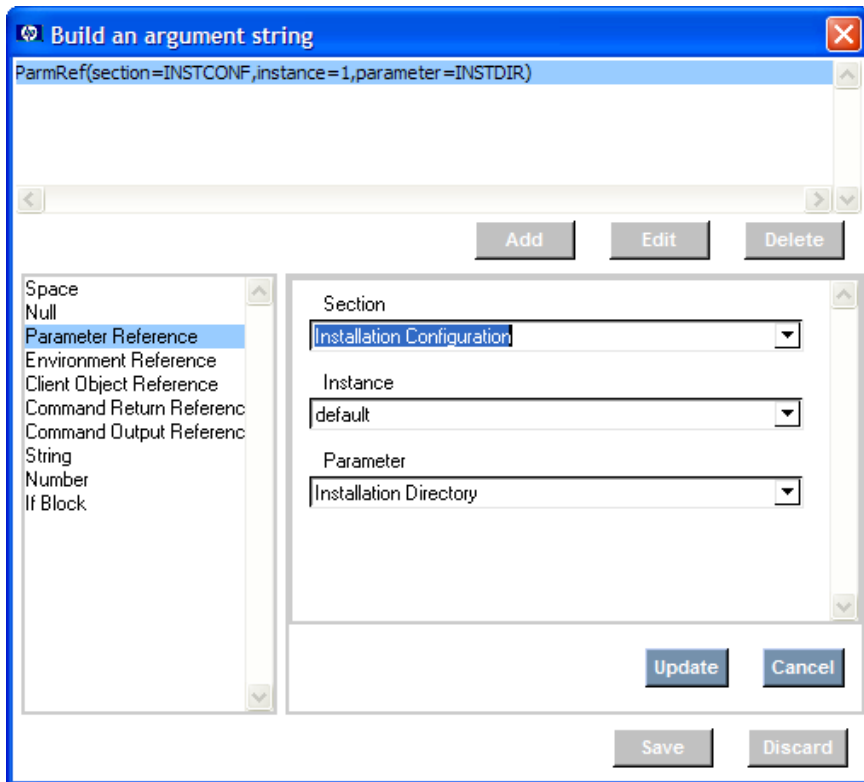 Build an argument string
ParmRef(section=INSTCONF,instance=1,parameter=INSTDIR)
Add Edit Delete
Space
Null
Parameter Reference
Environment Reference
Client Object Reference
Command Return Referenc
Command Output Referenc
String
Number
If Block
Section
Installation Configuration
Instance
default
Parameter
Installation Directory
Update Cancel
Save Discard